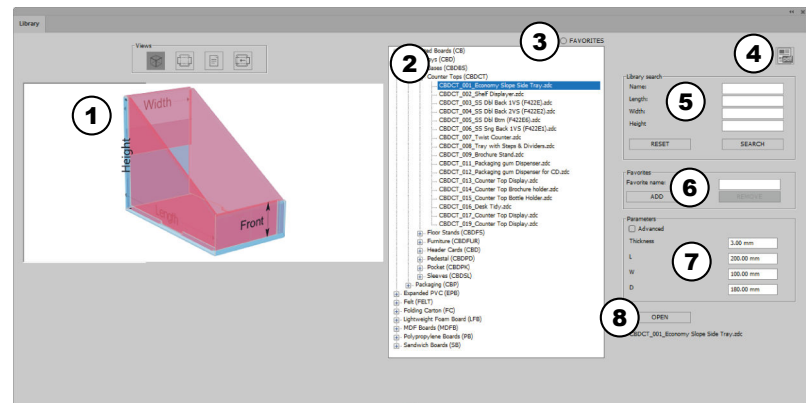 Library
Views
1
Width
Height
Length
Front
2
3
FAVORITES
4
Boards (CB)
(CBD)
Bases (CBDBS)
Counter Tops (CBDCT)
CBDCT_001_Economy Slope Side Tray.zdc
CBDCT_002_Shelf Displayer.zdc
CBDCT_003_SS Dbl Back 1VS (F422E).zdc
CBDCT_004_SS Dbl Back 2VS (F422E2).zdc
CBDCT_005_SS Dbl Btm (F422E6).zdc
CBDCT_006_SS Sng Back 1VS (F422E1).zdc
CBDCT_007_Twist Counter.zdc
CBDCT_008_Tray with Steps & Dividers.zdc
CBDCT_009_Brochure Stand.zdc
CBDCT_011_Packaging gum Dispenser.zdc
CBDCT_012_Packaging gum Dispenser for CD.zdc
CBDCT_013_Counter Top Display.zdc
CBDCT_014_Counter Top Brochure holder.zdc
CBDCT_015_Counter Top Bottle Holder.zdc
CBDCT_016_Desk Tidy.zdc
CBDCT_017_Counter Top Display.zdc
CBDCT_019_Counter Top Display.zdc
Floor Stands (CBDFS)
Furniture (CBDFUR)
Header Cards (CBD)
Pedestal (CBDPD)
Pocket (CBDPK)
Sleeves (CBDSL)
Packaging (CBP)
Expanded PVC (EPB)
Felt (FELT)
Folding Carton (FC)
Lightweight Foam Board (LFB)
MDF Boards (MDFB)
Polypropylene Boards (PB)
Sandwich Boards (SB)
Library search
Name:
Length:
Width:
Height
5
RESET
SEARCH
Favorites
Favorite name:
6
ADD
REMOVE
Parameters
Advanced
Thickness
3.00 mm
L
200.00 mm
7
W
100.00 mm
D
180.00 mm
8
OPEN
CBDCT_001_Economy Slope Side Tray.zdc